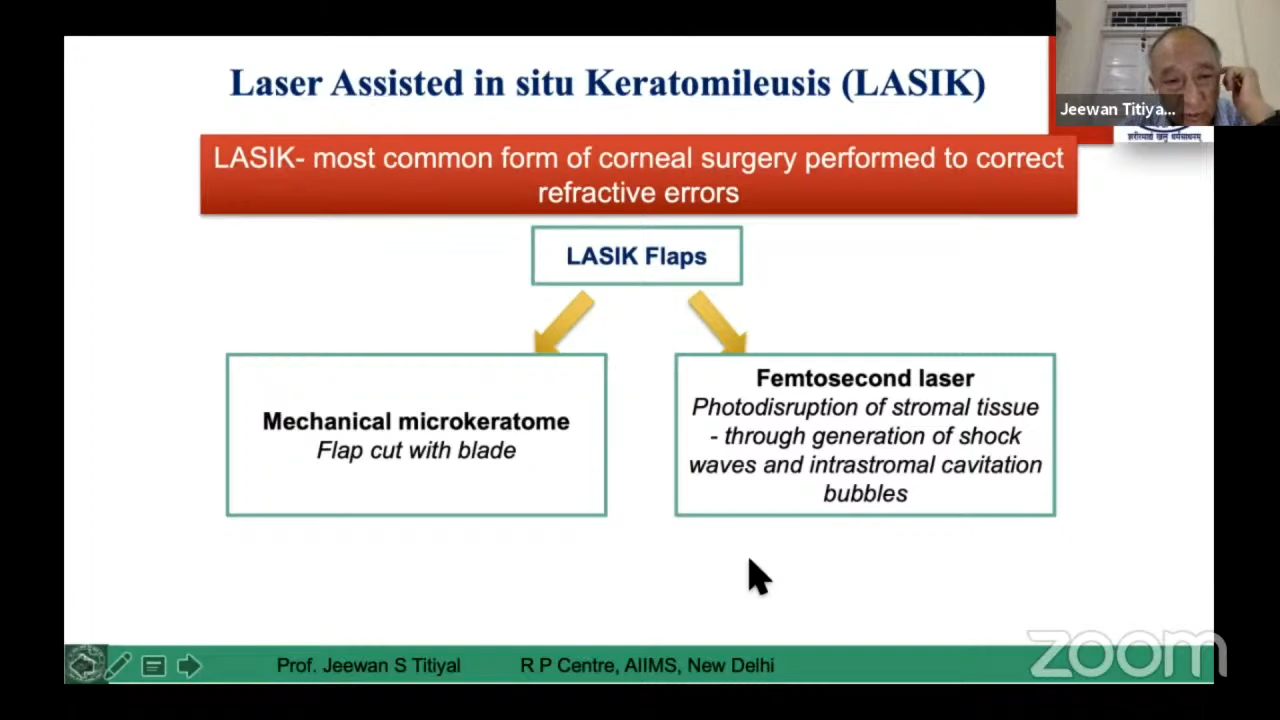 Laser Assisted in situ Keratomileusis (LASIK)
Jeewan Titiya...
LASIK- most common form of corneal surgery performed to correct
refractive errors
LASIK Flaps
Mechanical microkeratome
Flap cut with blade
Femtosecond laser
Photodisruption of stromal tissue
- through generation of shock
waves and intrastromal cavitation
bubbles
Prof. Jeewan S Titiyal
R P Centre, AIIMS, New Delhi
zoom